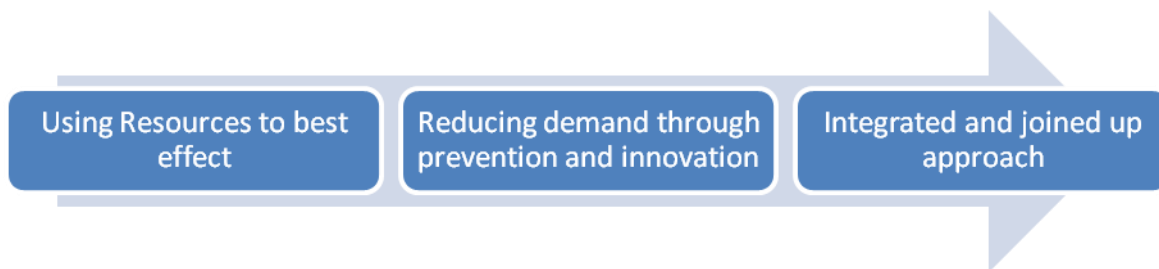 Using Resources to best
effect
Reducing demand through
prevention and innovation
Integrated and joined up
approach